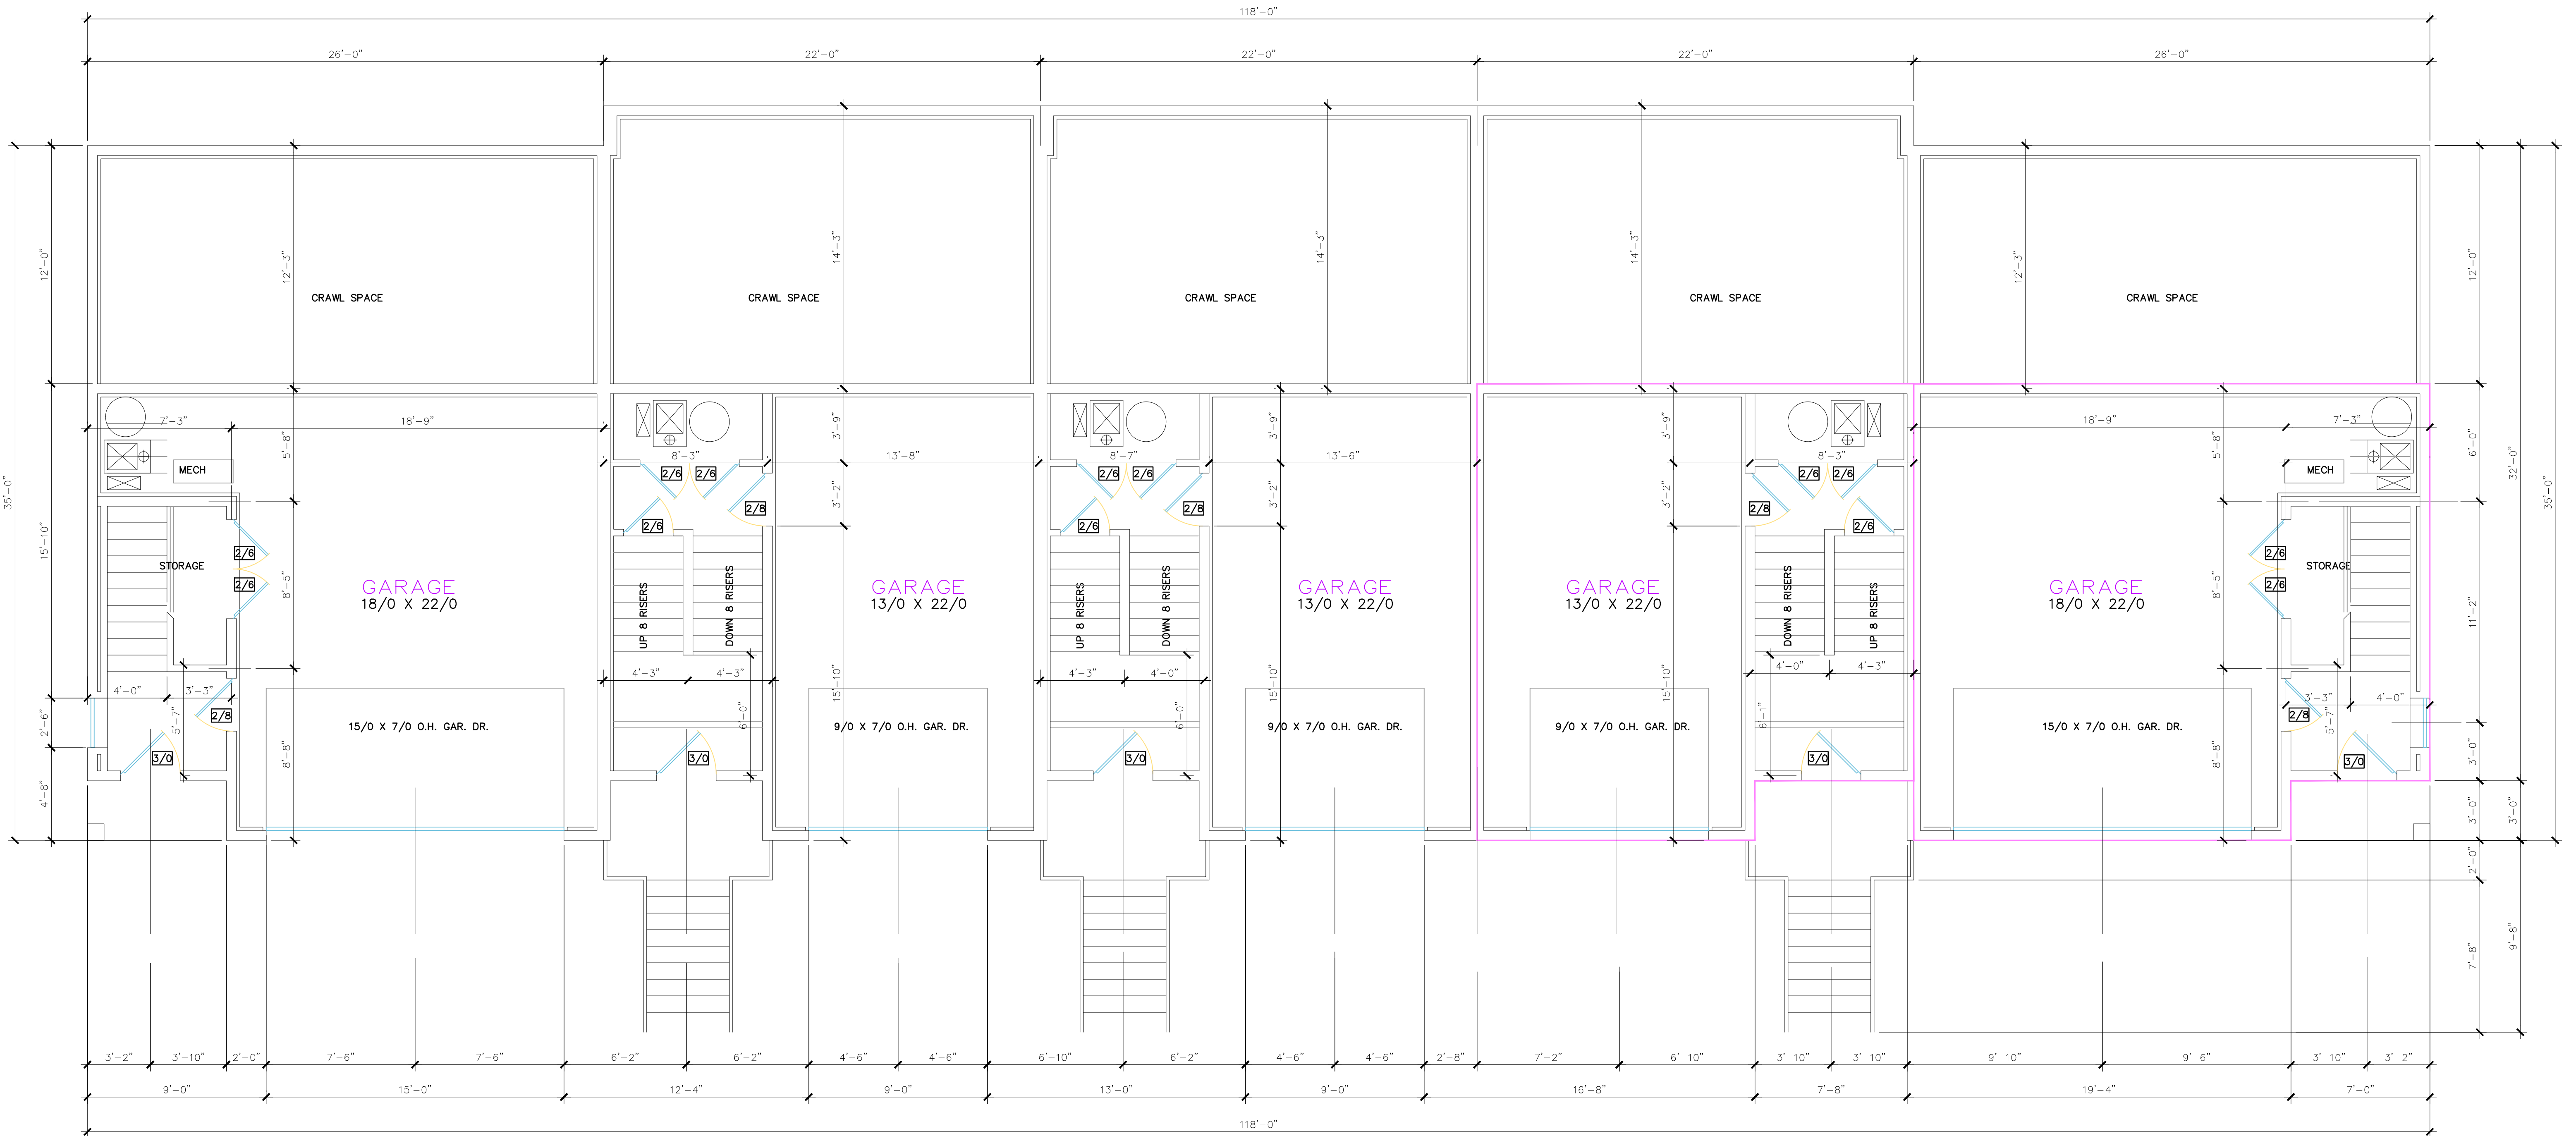 118'-0"
26'-0" 22'-0" 22'-0" 22'-0" 26'-0"
35'-0" 12'-0" 12'-3" 14'-3" 14'-3" 14'-3" 12'-3" 12'-0" 32'-0" 35'-0"
CRAWL SPACE CRAWL SPACE CRAWL SPACE CRAWL SPACE CRAWL SPACE
7'-3" 18'-9" 3'-9" 3'-9" 3'-9" 18'-9" 7'-3"
5'-8" 5'-8" 6'-0"
8'-3" 13'-8" 8'-7" 13'-6" 8'-3"
MECH 2/6 2/6 2/6 2/6 2/6 2/6 MECH
3'-2" 3'-2" 3'-2"
2/8 2/8 2/8
2/6 2/6 2/6
15'-10"
2/6 2/6
STORAGE STORAGE
2/6 2/6
8'-5" 8'-5" 11'-2"
GARAGE GARAGE GARAGE GARAGE GARAGE
18/0 X 22/0 13/0 X 22/0 13/0 X 22/0 13/0 X 22/0 18/0 X 22/0
UP 8 RISERS DOWN 8 RISERS UP 8 RISERS DOWN 8 RISERS DOWN 8 RISERS UP 8 RISERS
4'-3" 4'-3" 4'-3" 4'-0" 4'-0" 4'-3"
4'-0" 3'-3" 15'-10" 15'-10" 15'-10" 3'-3" 4'-0"
2'-6" 5'-7" 2/8 6'-0" 6'-0" 6'-1" 2/8 5'-7"
15/0 X 7/0 O.H. GAR. DR. 9/0 X 7/0 O.H. GAR. DR. 9/0 X 7/0 O.H. GAR. DR. 9/0 X 7/0 O.H. GAR. DR. 15/0 X 7/0 O.H. GAR. DR.
3/0 8'-8" 3/0 3/0 3/0 8'-8" 3/0 3'-0"
4'-8" 3'-0" 3'-0"
2'-0"
7'-8" 9'-8"
3'-2" 3'-10" 2'-0" 7'-6" 7'-6" 6'-2" 6'-2" 4'-6" 4'-6" 6'-10" 6'-2" 4'-6" 4'-6" 2'-8" 7'-2" 6'-10" 3'-10" 3'-10" 9'-10" 9'-6" 3'-10" 3'-2"
9'-0" 15'-0" 12'-4" 9'-0" 13'-0" 9'-0" 16'-8" 7'-8" 19'-4" 7'-0"
118'-0"